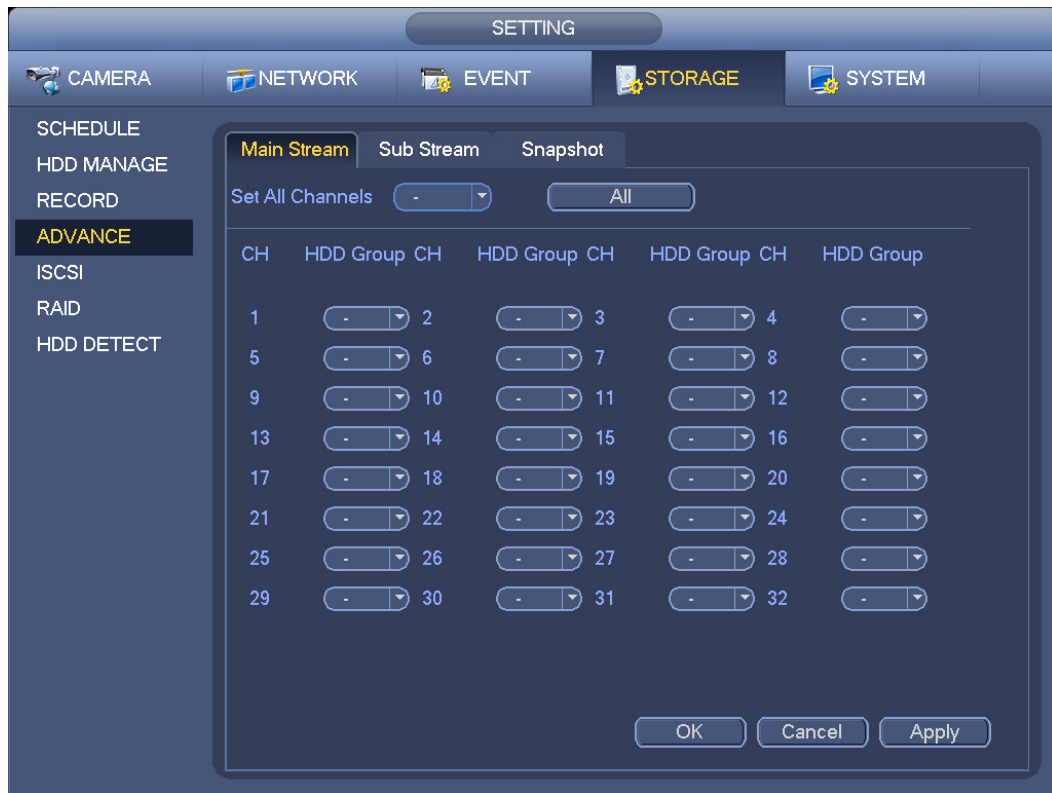 SETTING
CAMERA NETWORK EVENT STORAGE SYSTEM
SCHEDULE
HDD MANAGE
RECORD
ADVANCE
ISCSI
RAID
HDD DETECT
Main Stream Sub Stream Snapshot
Set All Channels - All
CH HDD Group CH HDD Group CH HDD Group CH HDD Group
1 - 2 - 3 - 4 -
5 - 6 - 7 - 8 -
9 - 10 - 11 - 12 -
13 - 14 - 15 - 16 -
17 - 18 - 19 - 20 -
21 - 22 - 23 - 24 -
25 - 26 - 27 - 28 -
29 - 30 - 31 - 32 -
OK Cancel Apply